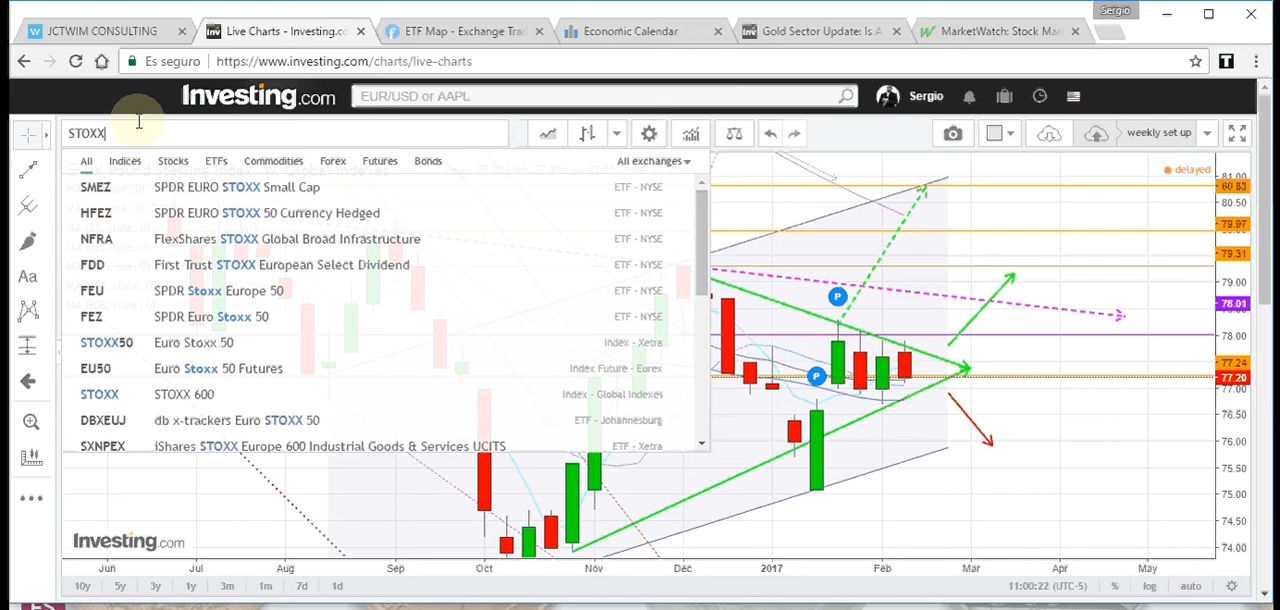 Sergio
JCTWIM CONSULTING
Live Charts - Investing.co
ETF Map - Exchange Trad
Economic Calendar
Gold Sector Update: Is A
MarketWatch: Stock Mar
Es seguro https://www.investing.com/charts/live-charts
Investing.com EUR/USD or AAPL Sergio
STOXX weekly set up
All Indices Stocks ETFs Commodities Forex Futures Bonds All exchanges
delayed
SMEZ SPDR EURO STOXX Small Cap ETF - NYSE
HFEZ SPDR EURO STOXX 50 Currency Hedged ETF - NYSE
NFRA FlexShares STOXX Global Broad Infrastructure ETF - NYSE
FDD First Trust STOXX European Select Dividend ETF - NYSE
FEU SPDR Stoxx Europe 50 ETF - NYSE
FEZ SPDR Euro Stoxx 50 ETF - NYSE
STOXX50 Euro Stoxx 50 Index - Xetra
EU50 Euro Stoxx 50 Futures Index Future - Eurex
STOXX STOXX 600 Index - Global Indexes
DBXEUJ db x-trackers Euro STOXX 50 ETF - Johannesburg
SXNPEX iShares STOXX Europe 600 Industrial Goods & Services UCITS ETF - Xetra
P
P
81.00
60.83
80.50
79.97
79.31
79.00
78.01
78.00
77.24
77.20
77.00
76.50
76.00
75.50
75.00
74.50
74.00
Investing.com
Jun Jul Aug Sep Oct Nov Dec 2017 Feb Mar Apr May
10y 5y 3y 1y 3m 1m 7d 1d 11:00:22 (UTC-5) % log auto
ES